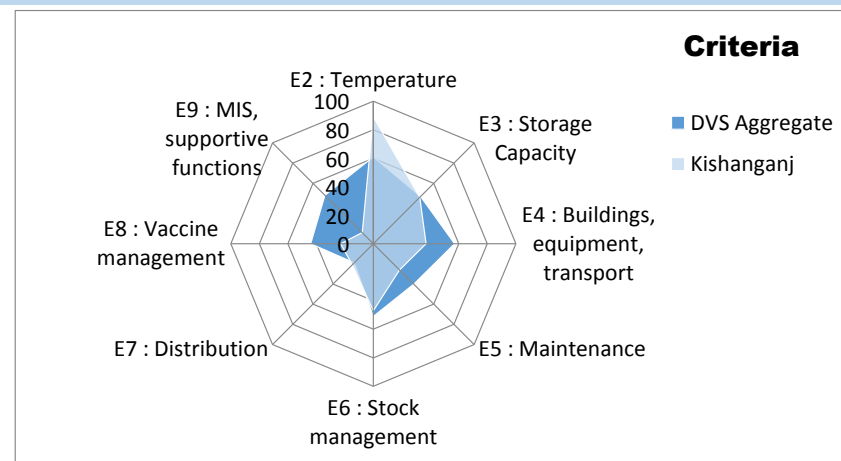 Criteria
E2 : Temperature
100
80
60
40
20
0
E3 : Storage
Capacity
E4 : Buildings,
equipment,
transport
E5 : Maintenance
E6 : Stock
management
E7 : Distribution
E8 : Vaccine
management
E9 : MIS,
supportive
functions
DVS Aggregate
Kishanganj